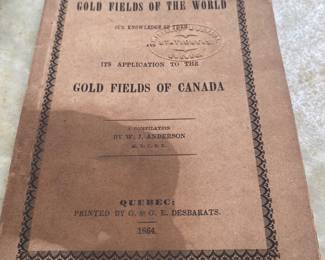 GOLD FIELDS OF THE WORLD
OUR KNOWLEDGE OF THEM
AND
ITS APPLICATION TO THE
GOLD FIELDS OF CANADA
A COMPILATION
BY W. J. ANDERSON
QUEBEC:
PRINTED BY G. & G. E. DESBARATS.
1864.